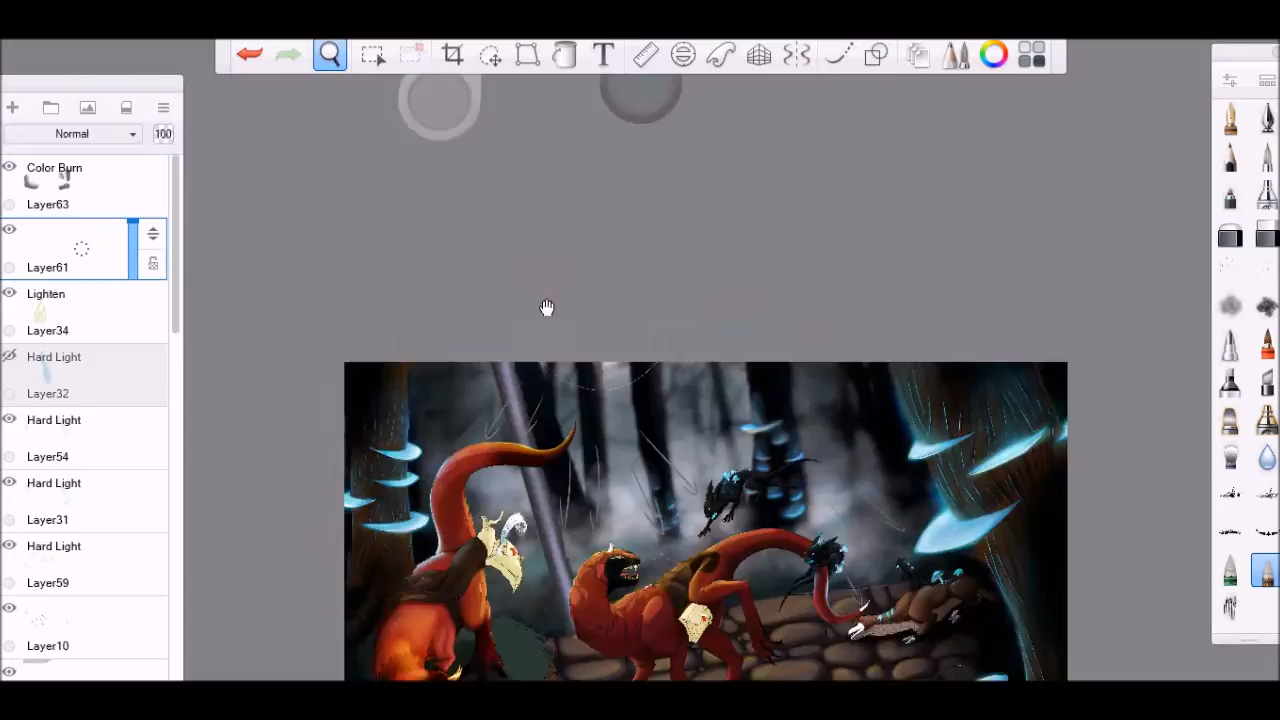 T
Normal
100
Color Burn
Layer63
Layer61
Lighten
Layer34
Hard Light
Layer32
Hard Light
Layer54
Hard Light
Layer31
Hard Light
Layer59
Layer10